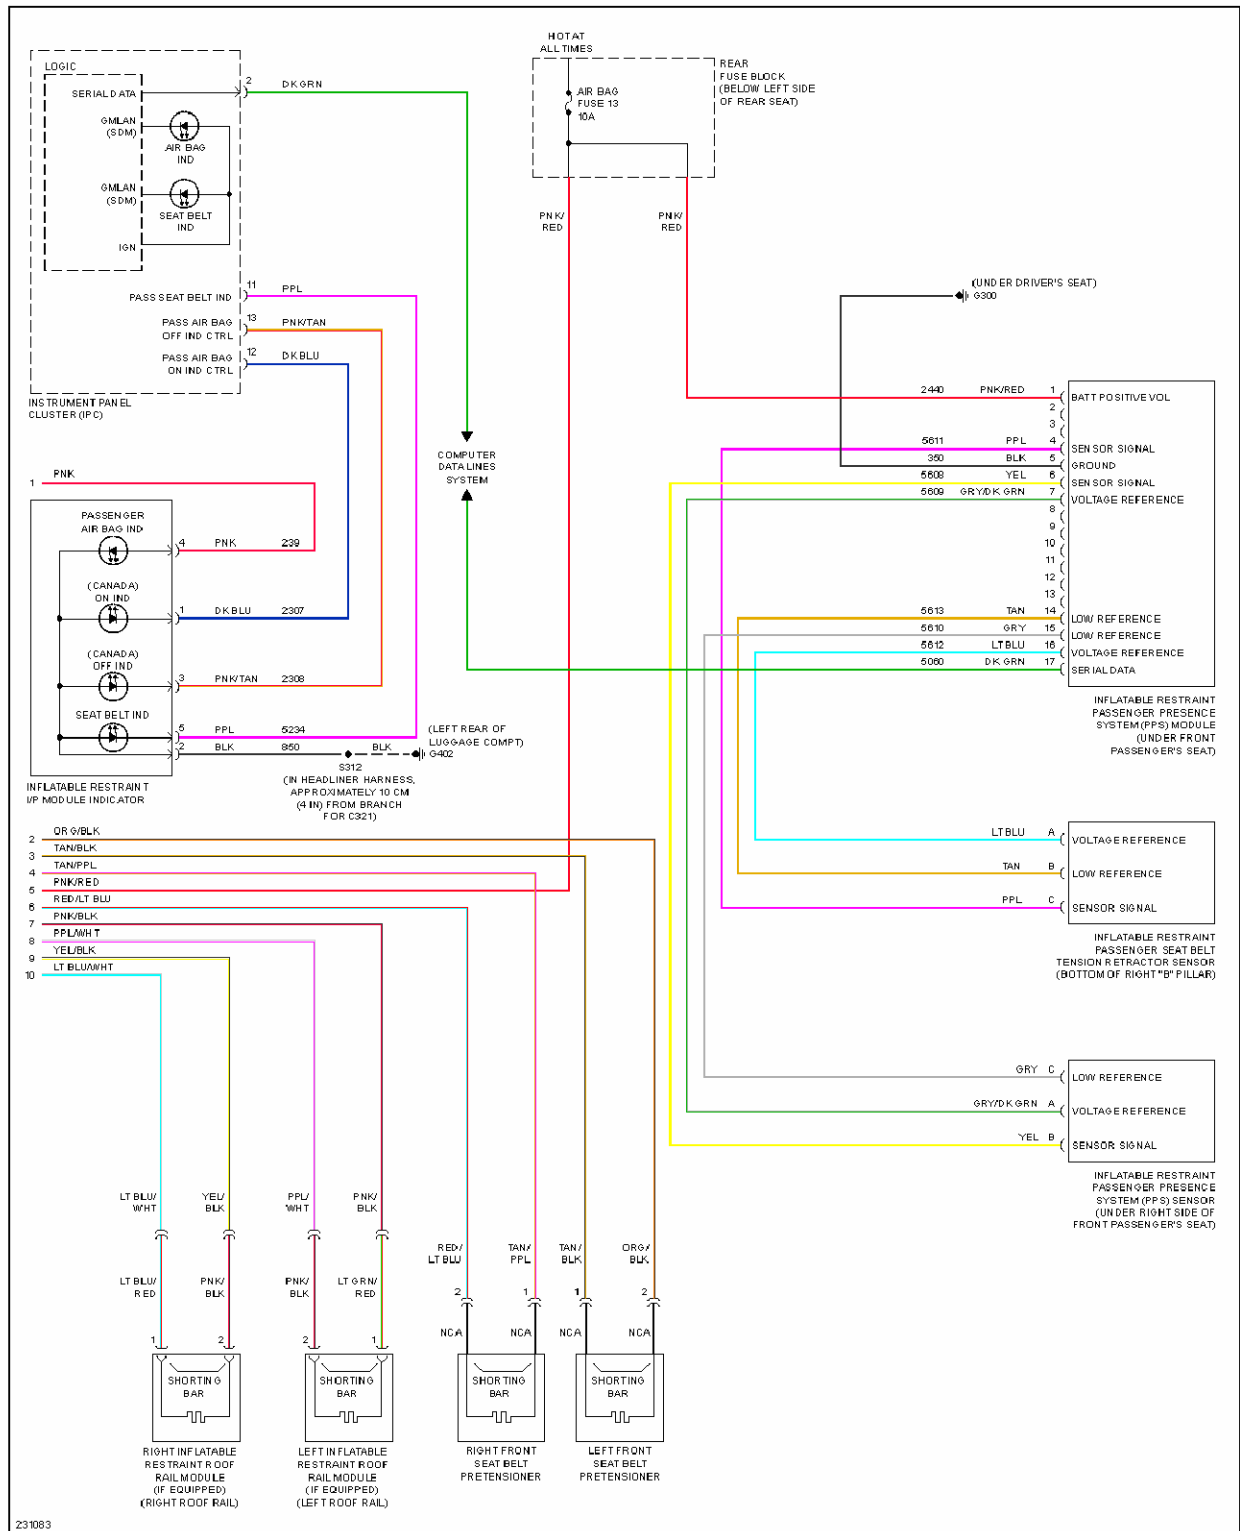 HOT AT
ALL TIMES
REAR
FUSE BLOCK
(BELOW LEFT SIDE
OF REAR SEAT)
AIR BAG
FUSE 13
10A
PNK/
RED
PNK/
RED
LOGIC
SERIAL DATA
2
DK GRN
GMLAN
(SDM)
AIR BAG
IND
GMLAN
(SDM)
SEAT BELT
IND
IGN
PASS SEAT BELT IND
11
PPL
PASS AIR BAG
OFF IND CTRL
13
PNK/TAN
PASS AIR BAG
ON IND CTRL
12
DK BLU
INSTRUMENT PANEL
CLUSTER (IPC)
COMPUTER
DATA LINES
SYSTEM
(UNDER DRIVER'S SEAT)
G300
2440 PNK/RED 1 BATT POSITIVE VOL
2
3
5611 PPL 4 SENSOR SIGNAL
350 BLK 5 GROUND
5608 YEL 6 SENSOR SIGNAL
5609 GRY/DK GRN 7 VOLTAGE REFERENCE
8
9
10
11
12
13
5613 TAN 14 LOW REFERENCE
5610 GRY 15 LOW REFERENCE
5612 LT BLU 16 VOLTAGE REFERENCE
5060 DK GRN 17 SERIAL DATA
INFLATABLE RESTRAINT
PASSENGER PRESENCE
SYSTEM (PPS) MODULE
(UNDER FRONT
PASSENGER'S SEAT)
1 PNK
PASSENGER
AIR BAG IND
4 PNK 239
(CANADA)
ON IND
1 DK BLU 2307
(CANADA)
OFF IND
3 PNK/TAN 2308
SEAT BELT IND
5 PPL 5234
2 BLK 850
BLK
(LEFT REAR OF
LUGGAGE COMPT)
G402
S312
(IN HEADLINER HARNESS,
APPROXIMATELY 10 CM
(4 IN) FROM BRANCH
FOR C321)
INFLATABLE RESTRAINT
I/P MODULE INDICATOR
2 ORG/BLK
3 TAN/BLK
4 TAN/PPL
5 PNK/RED
6 RED/LT BLU
7 PNK/BLK
8 PPL/WHT
9 YEL/BLK
10 LT BLU/WHT
LT BLU A VOLTAGE REFERENCE
TAN B LOW REFERENCE
PPL C SENSOR SIGNAL
INFLATABLE RESTRAINT
PASSENGER SEAT BELT
TENSION RETRACTOR SENSOR
(BOTTOM OF RIGHT "B" PILLAR)
GRY C LOW REFERENCE
GRY/DK GRN A VOLTAGE REFERENCE
YEL B SENSOR SIGNAL
INFLATABLE RESTRAINT
PASSENGER PRESENCE
SYSTEM (PPS) SENSOR
(UNDER RIGHT SIDE OF
FRONT PASSENGER'S SEAT)
LT BLU/
WHT
YEL/
BLK
PPL/
WHT
PNK/
BLK
RED/
LT BLU
TAN/
PPL
TAN/
BLK
ORG/
BLK
LT BLU/
RED
PNK/
BLK
PNK/
BLK
LT GRN/
RED
2 1 1 2
NCA NCA NCA NCA
1 2 2 1
SHORTING
BAR
SHORTING
BAR
SHORTING
BAR
SHORTING
BAR
RIGHT INFLATABLE
RESTRAINT ROOF
RAIL MODULE
(IF EQUIPPED)
(RIGHT ROOF RAIL)
LEFT INFLATABLE
RESTRAINT ROOF
RAIL MODULE
(IF EQUIPPED)
(LEFT ROOF RAIL)
RIGHT FRONT
SEAT BELT
PRETENSIONER
LEFT FRONT
SEAT BELT
PRETENSIONER
231083